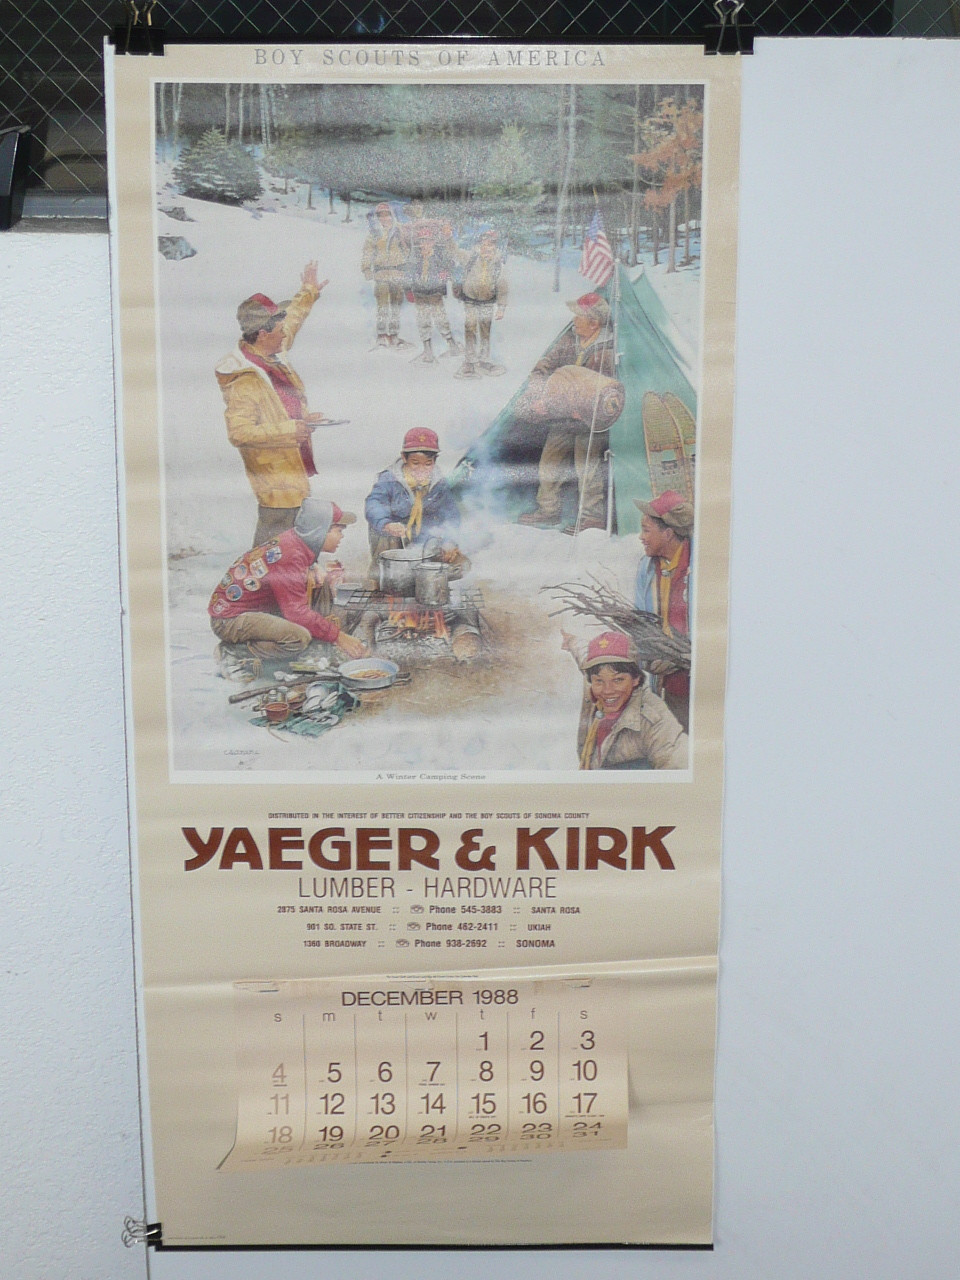 BOY SCOUTS OF AMERICA
A Winter Camping Scene
DISTRIBUTED IN THE INTEREST OF BETTER CITIZENSHIP AND THE BOY SCOUTS OF SONOMA COUNTY
YAEGER & KIRK
LUMBER - HARDWARE
2875 SANTA ROSA AVENUE :: ☎ Phone 545-3883 :: SANTA ROSA
901 SO. STATE ST. :: ☎ Phone 462-2411 :: UKIAH
1360 BROADWAY :: ☎ Phone 938-2692 :: SONOMA
DECEMBER 1988
s m t w t f s
1 2 3
4 5 6 7 8 9 10
11 12 13 14 15 16 17
18 19 20 21 22 23 24
25 26 27 28 29 30 31